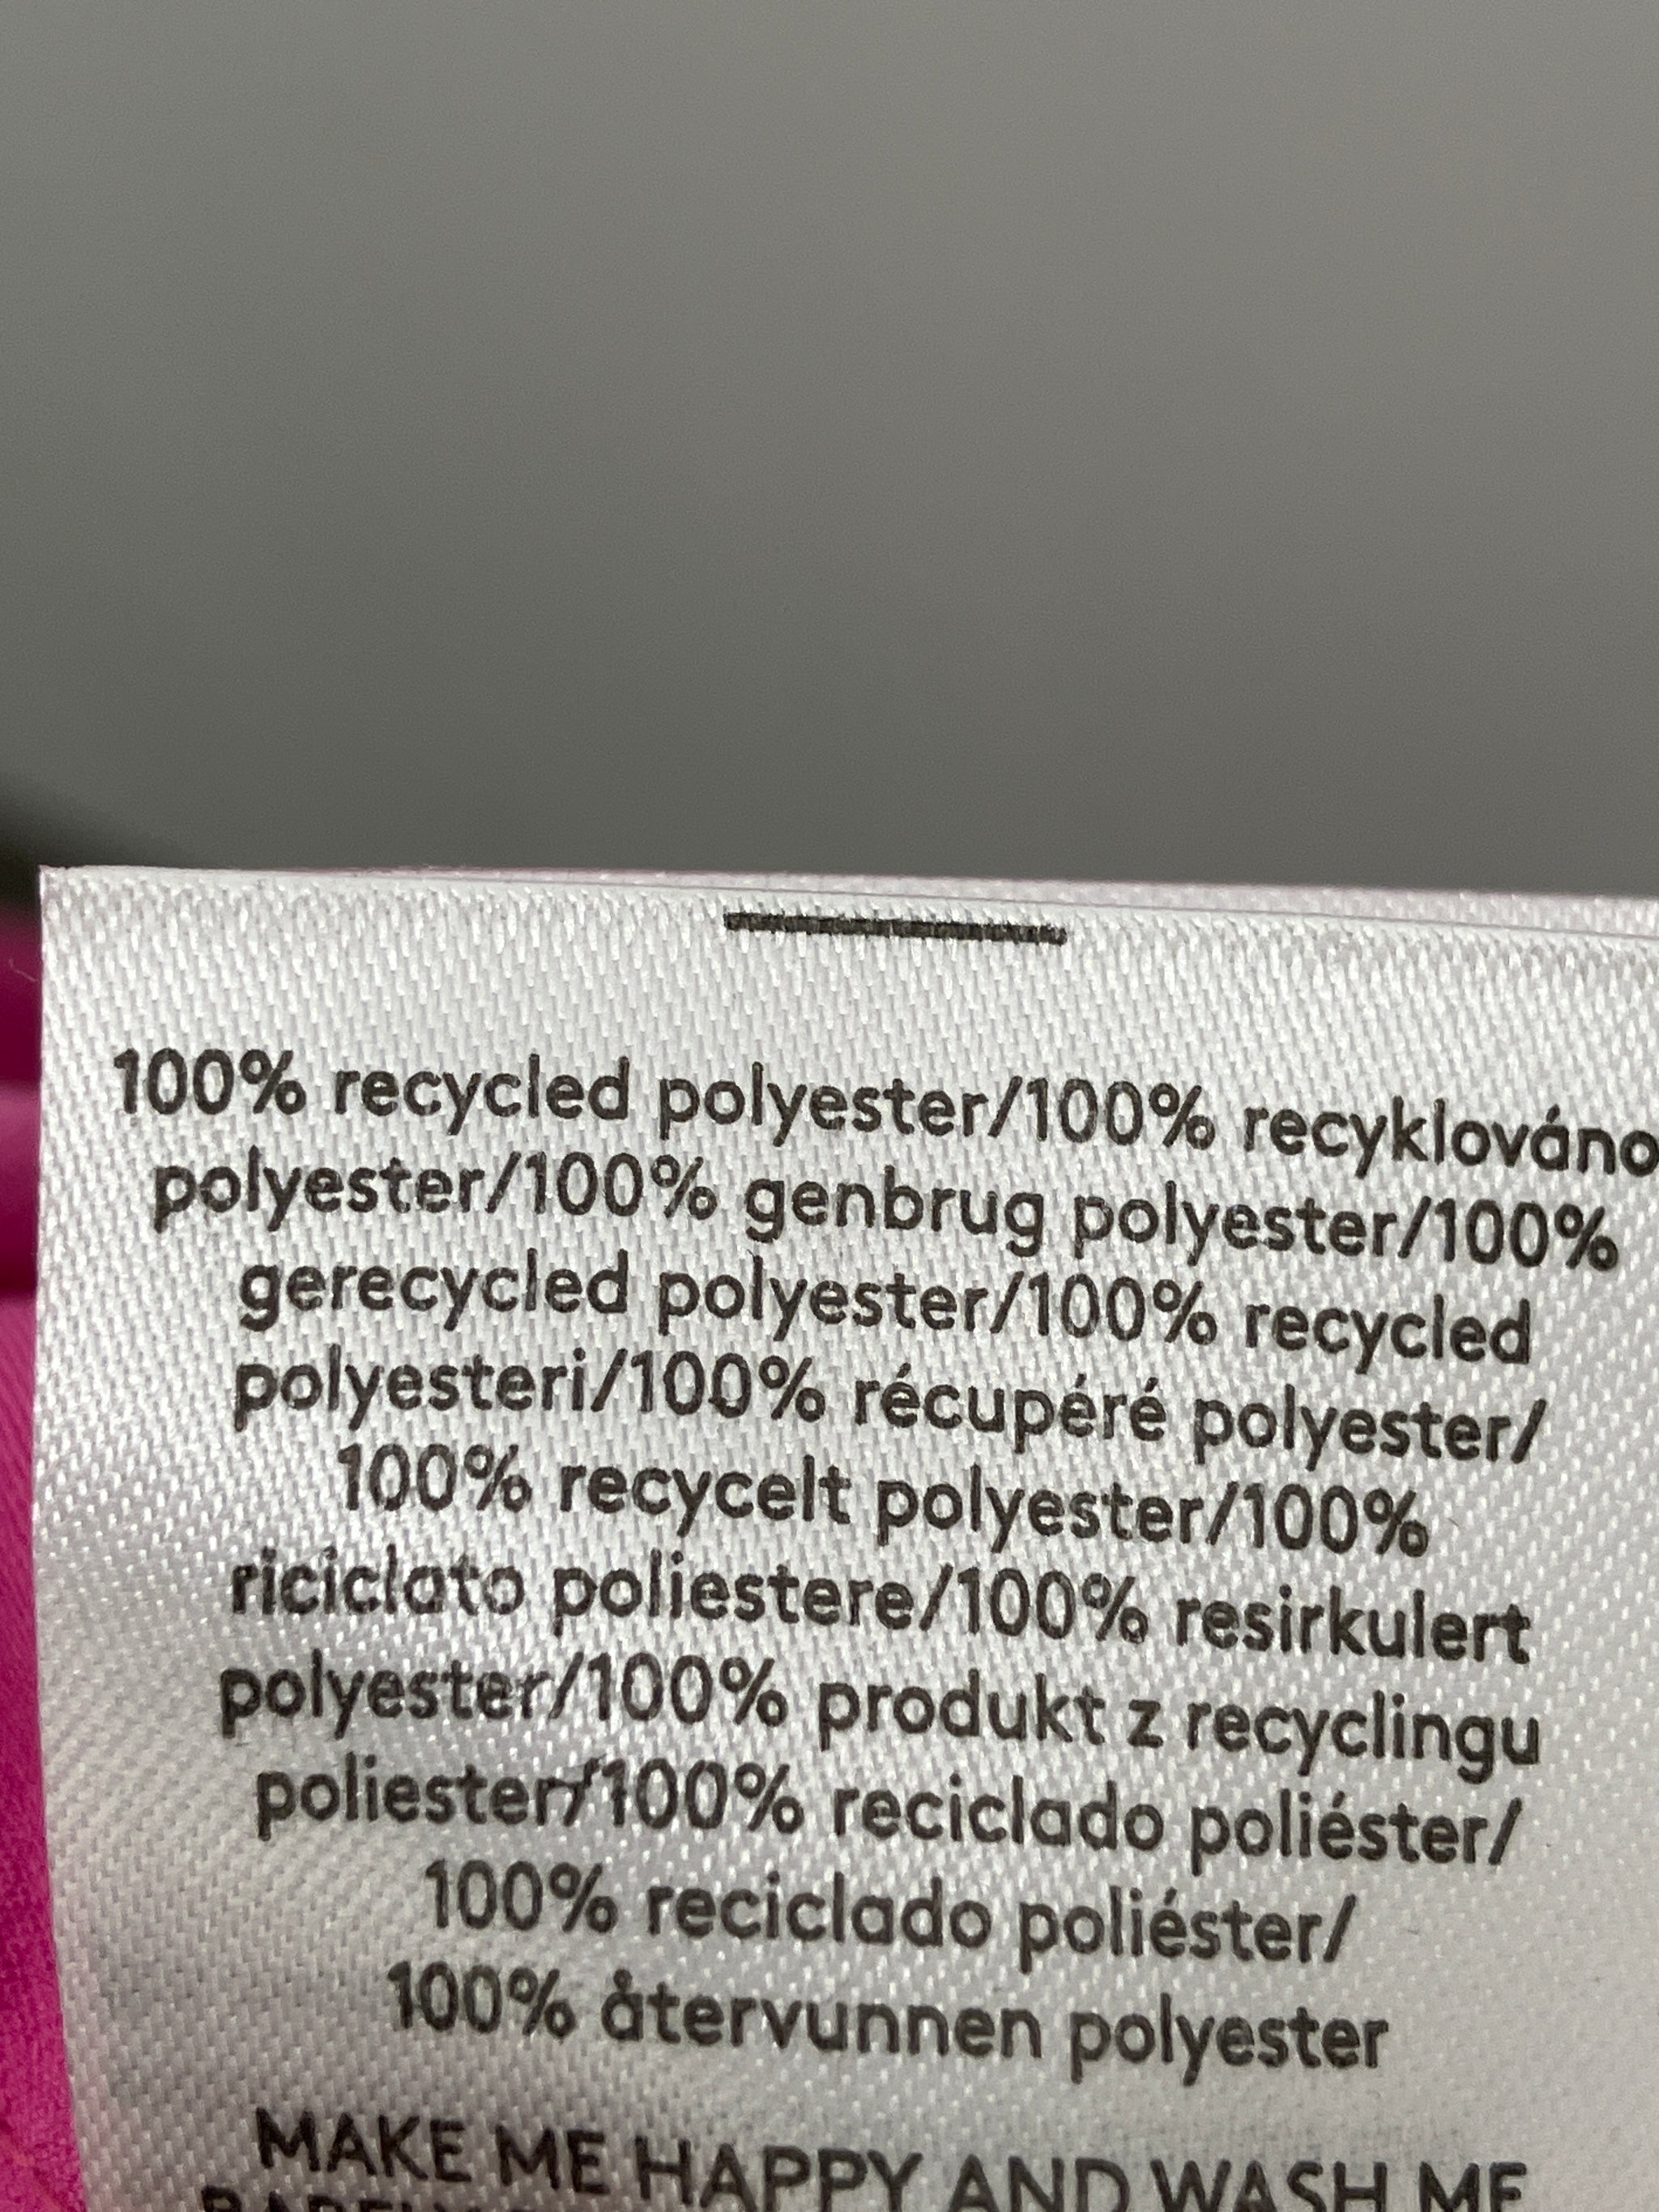 100% recycled polyester/100% recyklováno
polyester/100% genbrug polyester/100%
gerecycled polyester/100% recycled
polyesteri/100% récupéré polyester/
100% recycelt polyester/100%
riciclato poliestere/100% resirkulert
polyester/100% produkt z recyclingu
poliester/100% reciclado poliéster/
100% reciclado poliéster/
100% återvunnen polyester
MAKE ME HAPPY AND WASH ME